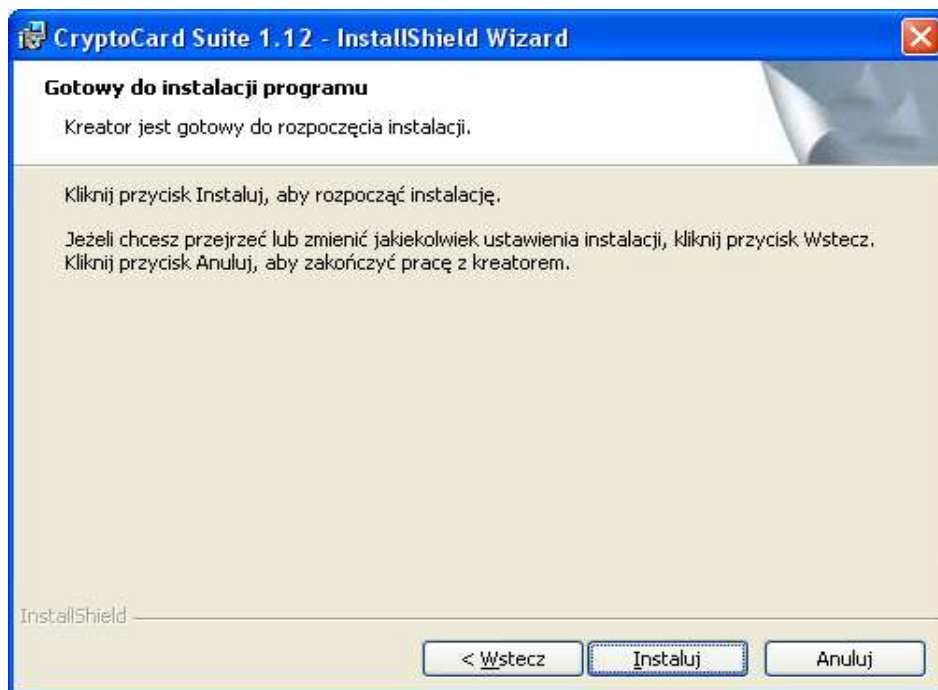 CryptoCard Suite 1.12 - InstallShield Wizard
Gotowy do instalacji programu
Kreator jest gotowy do rozpoczęcia instalacji.
Kliknij przycisk Instaluj, aby rozpocząć instalację.
Jeżeli chcesz przejrzeć lub zmienić jakiekolwiek ustawienia instalacji, kliknij przycisk Wstecz.
Kliknij przycisk Anuluj, aby zakończyć pracę z kreatorem.
InstallShield
< Wstecz
Instaluj
Anuluj